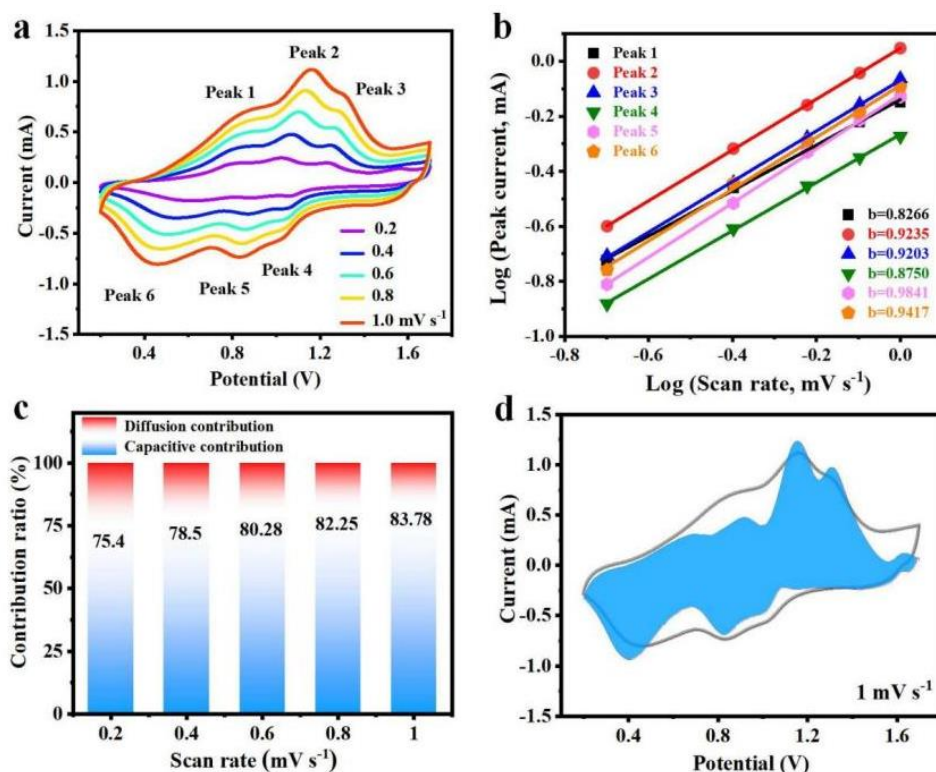 a
1.5
1.0
0.5
0.0
-0.5
-1.0
-1.5
Current (mA)
Peak 1
Peak 2
Peak 3
Peak 4
Peak 5
Peak 6
0.2
0.4
0.6
0.8
1.0 mV s⁻¹
0.4 0.8 1.2 1.6
Potential (V)
b
0.0
-0.2
-0.4
-0.6
-0.8
-1.0
Log (Peak current, mA)
Peak 1
Peak 2
Peak 3
Peak 4
Peak 5
Peak 6
b=0.8266
b=0.9235
b=0.9203
b=0.8750
b=0.9841
b=0.9417
-0.8 -0.6 -0.4 -0.2 0.0
Log (Scan rate, mV s⁻¹)
c
Diffusion contribution
Capacitive contribution
100
75
50
25
0
Contribution ratio (%)
75.4 78.5 80.28 82.25 83.78
0.2 0.4 0.6 0.8 1
Scan rate (mV s⁻¹)
d
1.5
1.0
0.5
0.0
-0.5
-1.0
-1.5
Current (mA)
1 mV s⁻¹
0.4 0.8 1.2 1.6
Potential (V)